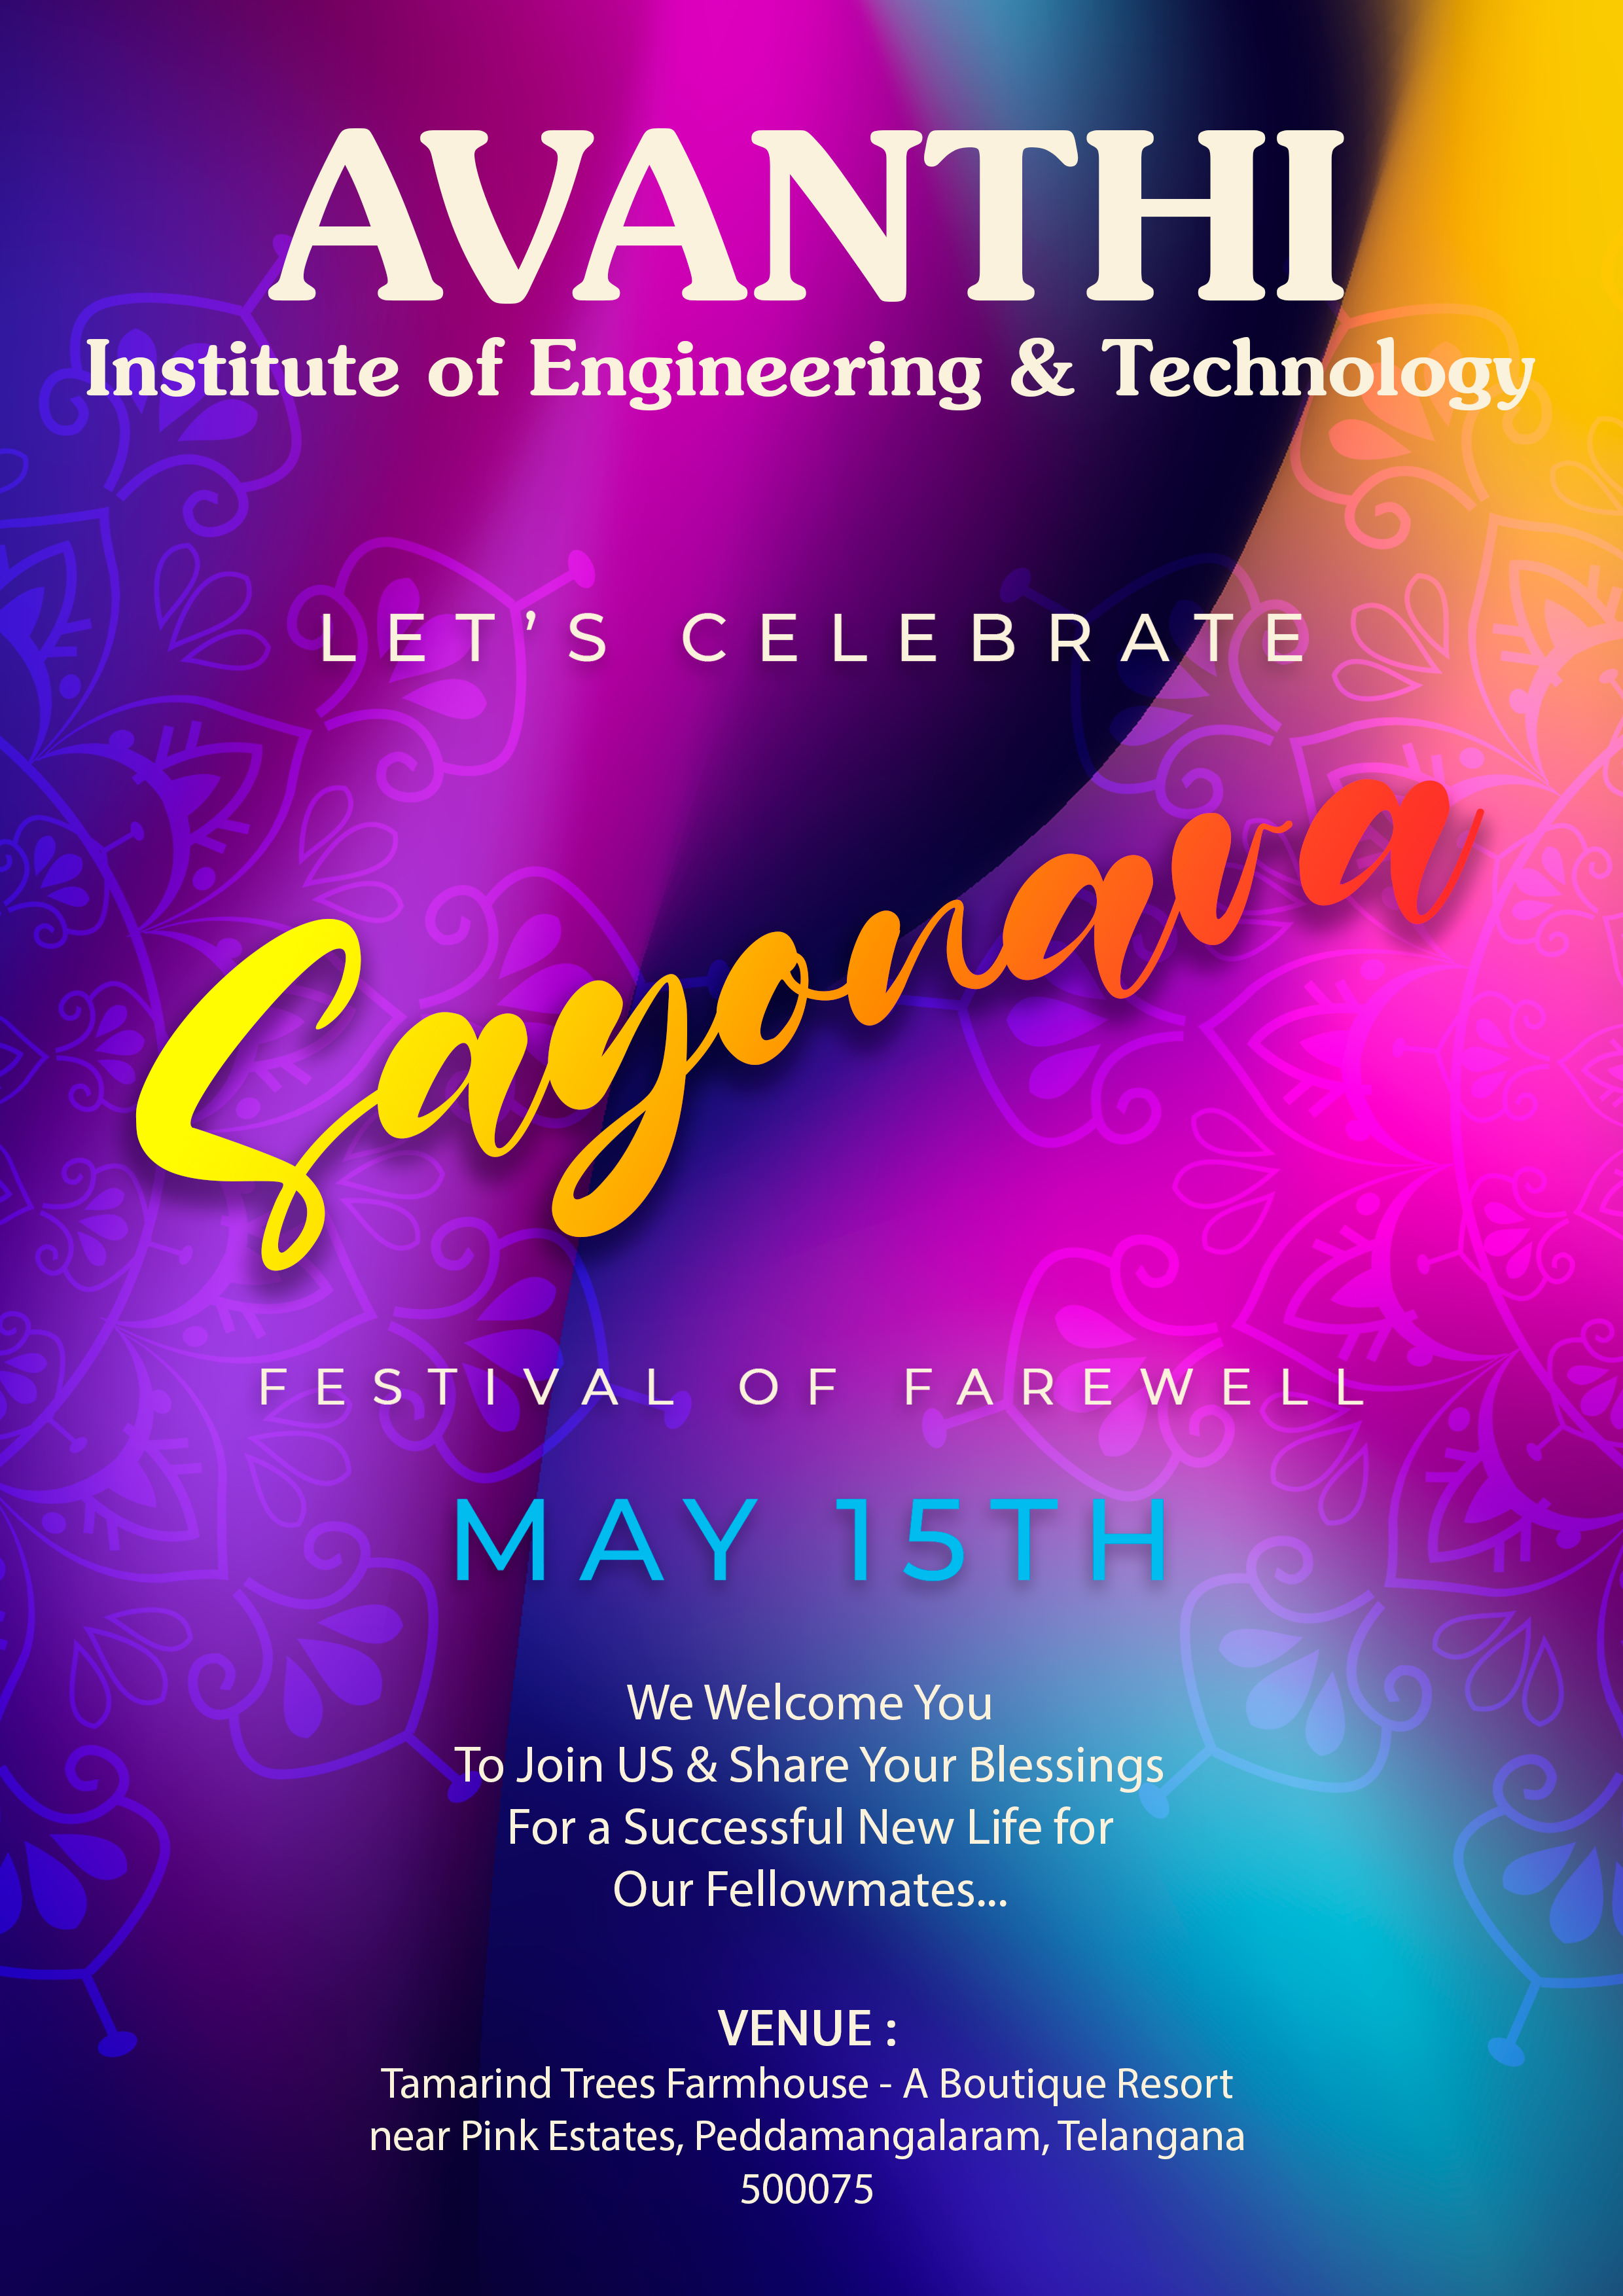 AVANTHI
Institute of Engineering & Technology
LET'S CELEBRATE
Sayonara
FESTIVAL OF FAREWELL
MAY 15TH
We Welcome You
To Join US & Share Your Blessings
For a Successful New Life for
Our Fellowmates...
VENUE :
Tamarind Trees Farmhouse - A Boutique Resort
near Pink Estates, Peddamangalaram, Telangana
500075